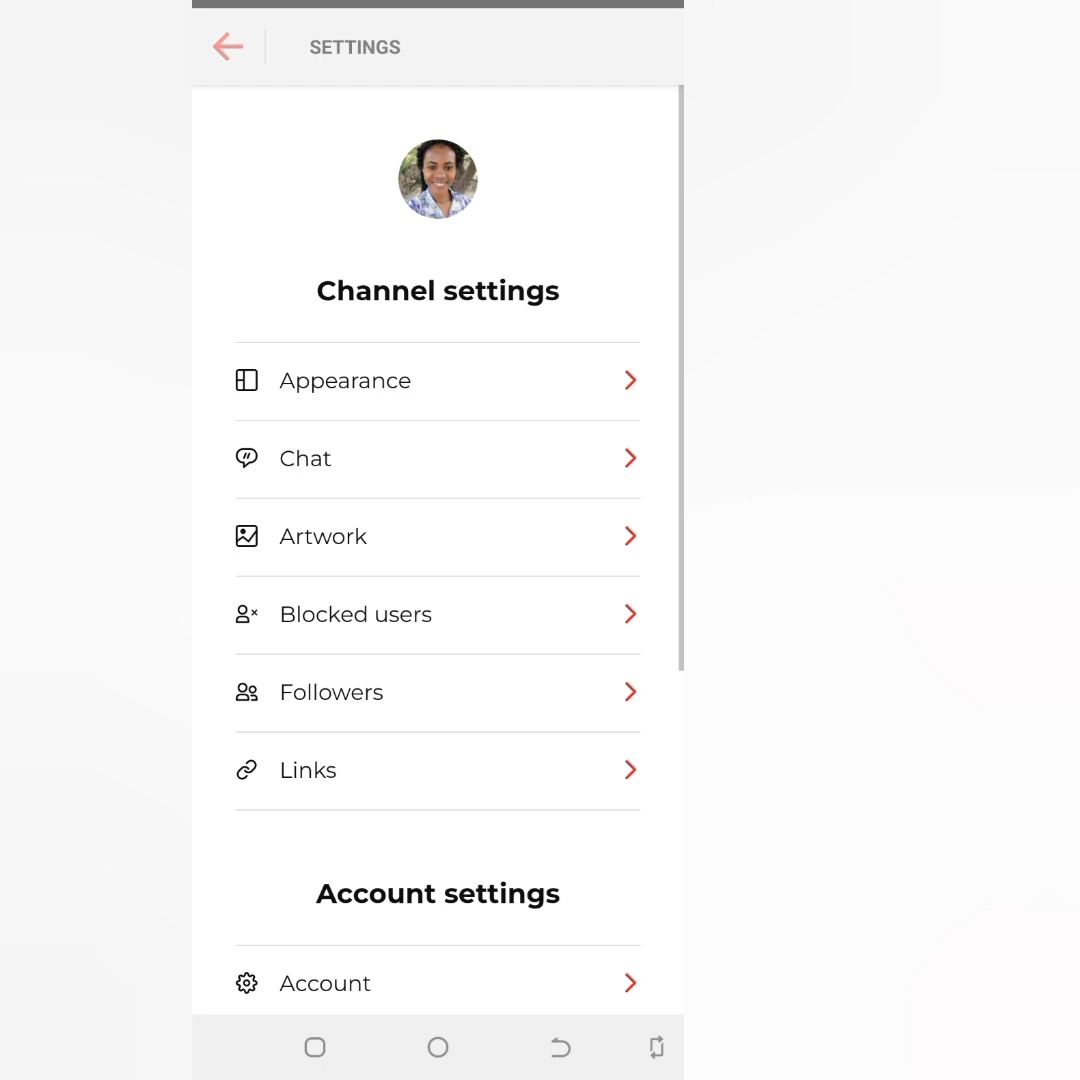 SETTINGS
Channel settings
Appearance
Chat
Artwork
Blocked users
Followers
Links
Account settings
Account